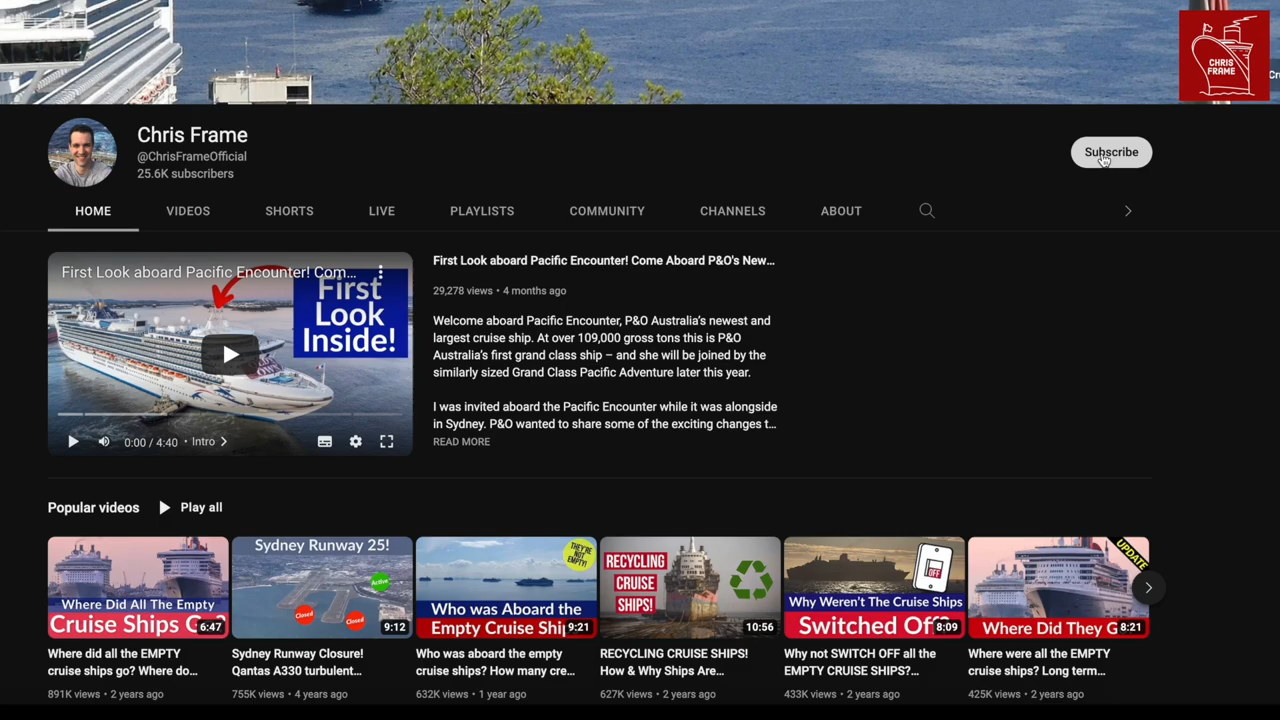 CHRIS
FRAME
Chris Frame
@ChrisFrameOfficial
25.6K subscribers
Subscribe
HOME
VIDEOS
SHORTS
LIVE
PLAYLISTS
COMMUNITY
CHANNELS
ABOUT
First Look aboard Pacific Encounter! Com...
First
Look
Inside!
0:00 / 4:40 • Intro
First Look aboard Pacific Encounter! Come Aboard P&O's New...
29,278 views • 4 months ago
Welcome aboard Pacific Encounter, P&O Australia's newest and
largest cruise ship. At over 109,000 gross tons this is P&O
Australia's first grand class ship – and she will be joined by the
similarly sized Grand Class Pacific Adventure later this year.
I was invited aboard the Pacific Encounter while it was alongside
in Sydney. P&O wanted to share some of the exciting changes t...
READ MORE
Popular videos
Play all
Where Did All The Empty
Cruise Ships G
6:47
Where did all the EMPTY
cruise ships go? Where do...
891K views • 2 years ago
Sydney Runway 25!
Active
Closed
Closed
9:12
Sydney Runway Closure!
Qantas A330 turbulent...
755K views • 4 years ago
THEY'RE
NOT
EMPTY!
Who was Aboard the
Empty Cruise Ship
9:21
Who was aboard the empty
cruise ships? How many cre...
632K views • 1 year ago
RECYCLING
CRUISE
SHIPS!
10:56
RECYCLING CRUISE SHIPS!
How & Why Ships Are...
627K views • 2 years ago
OFF
Why Weren't The Cruise Ships
Switched Off?
8:09
Why not SWITCH OFF all the
EMPTY CRUISE SHIPS?...
433K views • 2 years ago
UPDATE
Where Did They G
8:21
Where were all the EMPTY
cruise ships? Long term...
425K views • 2 years ago